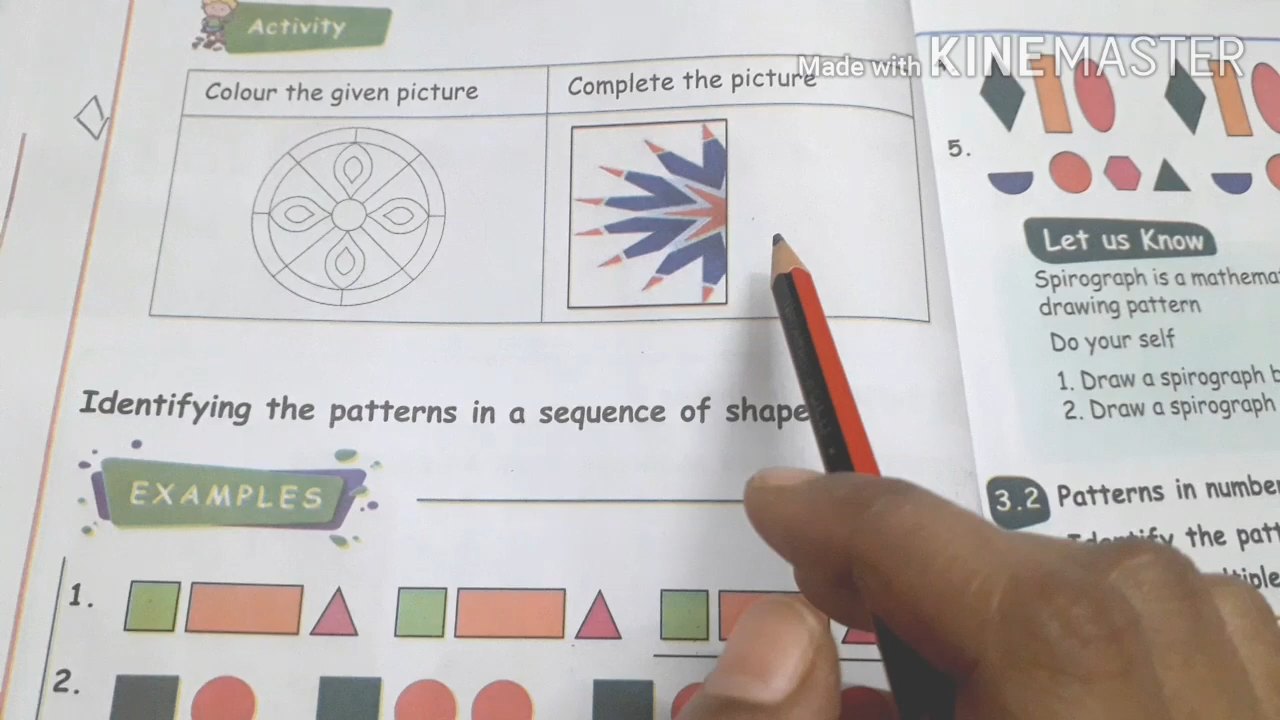 Activity
Made with KINEMASTER
Colour the given picture
Complete the picture
Identifying the patterns in a sequence of shape
EXAMPLES
1.
2.
5.
Let us Know
Spirograph is a
drawing pattern
Do your self
1. Draw a spirograph
2. Draw a spirograph
3.2 Patterns in
the